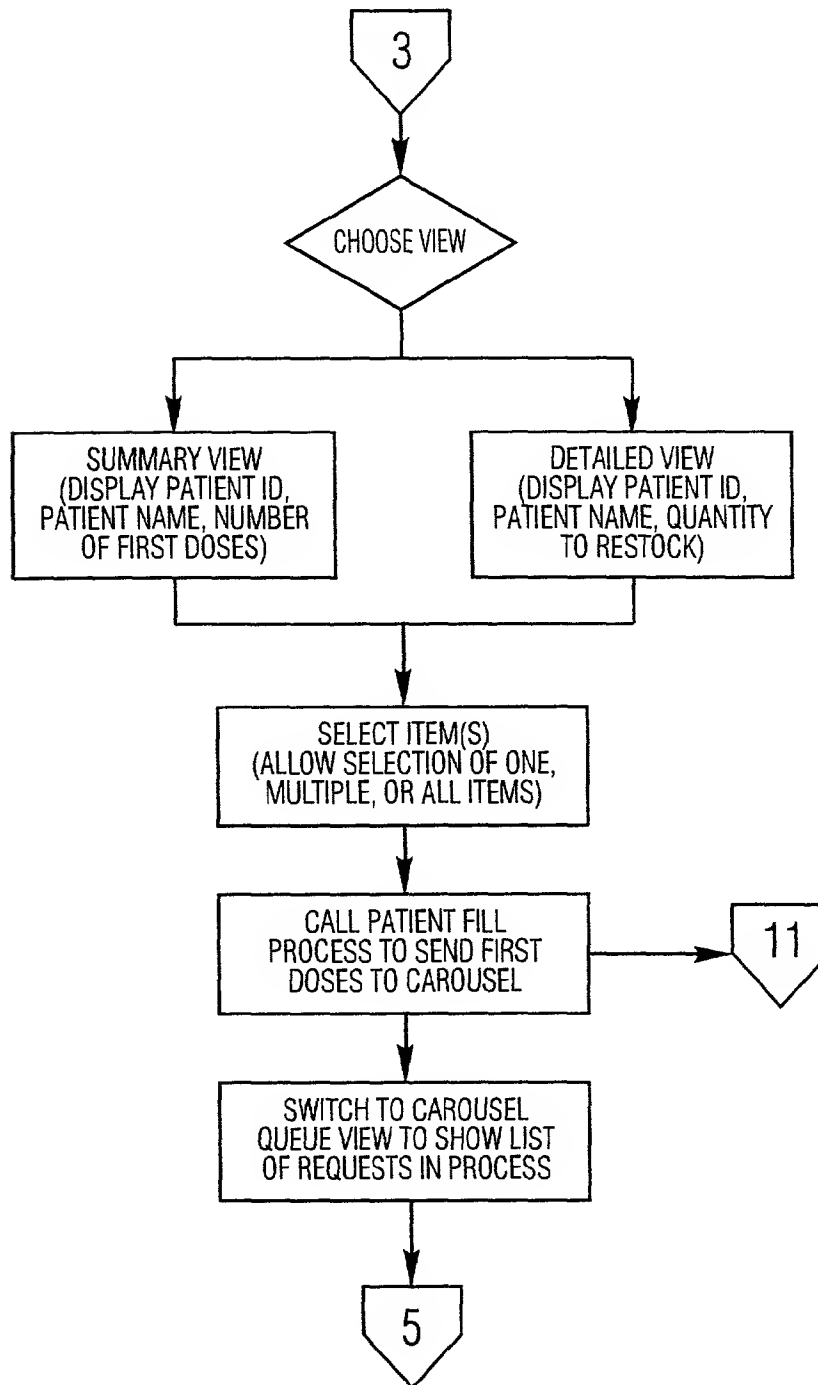 3
CHOOSE VIEW
SUMMARY VIEW
(DISPLAY PATIENT ID,
PATIENT NAME, NUMBER
OF FIRST DOSES)
DETAILED VIEW
(DISPLAY PATIENT ID,
PATIENT NAME, QUANTITY
TO RESTOCK)
SELECT ITEM(S)
(ALLOW SELECTION OF ONE,
MULTIPLE, OR ALL ITEMS)
CALL PATIENT FILL
PROCESS TO SEND FIRST
DOSES TO CAROUSEL
11
SWITCH TO CAROUSEL
QUEUE VIEW TO SHOW LIST
OF REQUESTS IN PROCESS
5